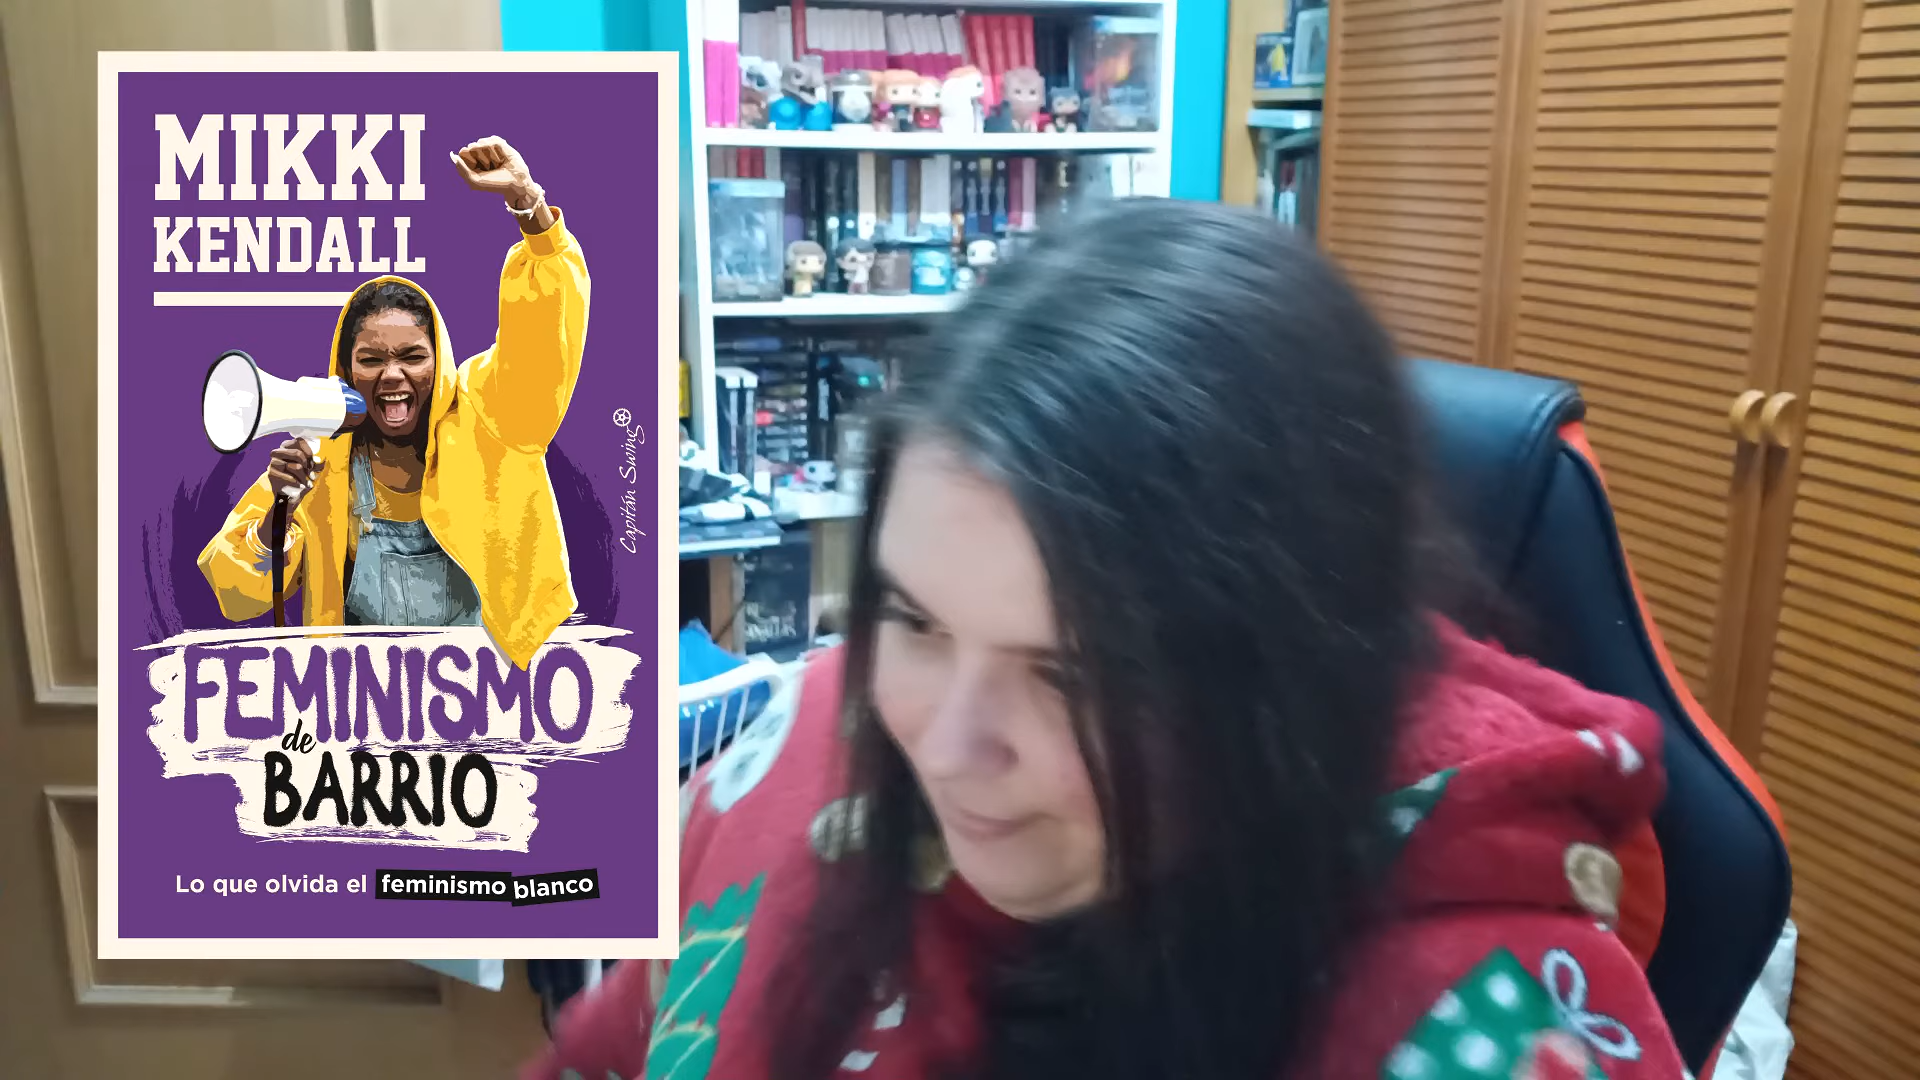 MIKKI
KENDALL
Capitán Swing
FEMINISMO
de
BARRIO
Lo que olvida el feminismo blanco